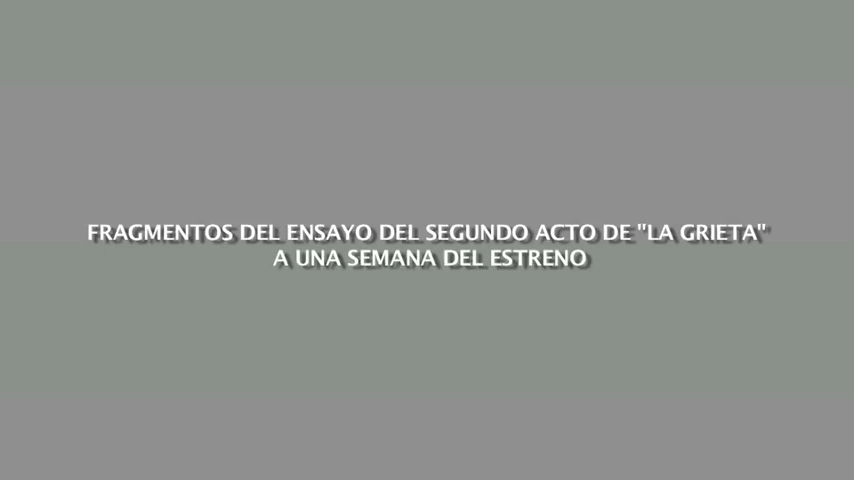 FRAGMENTOS DEL ENSAYO DEL SEGUNDO ACTO DE "LA GRIETA"
A UNA SEMANA DEL ESTRENO